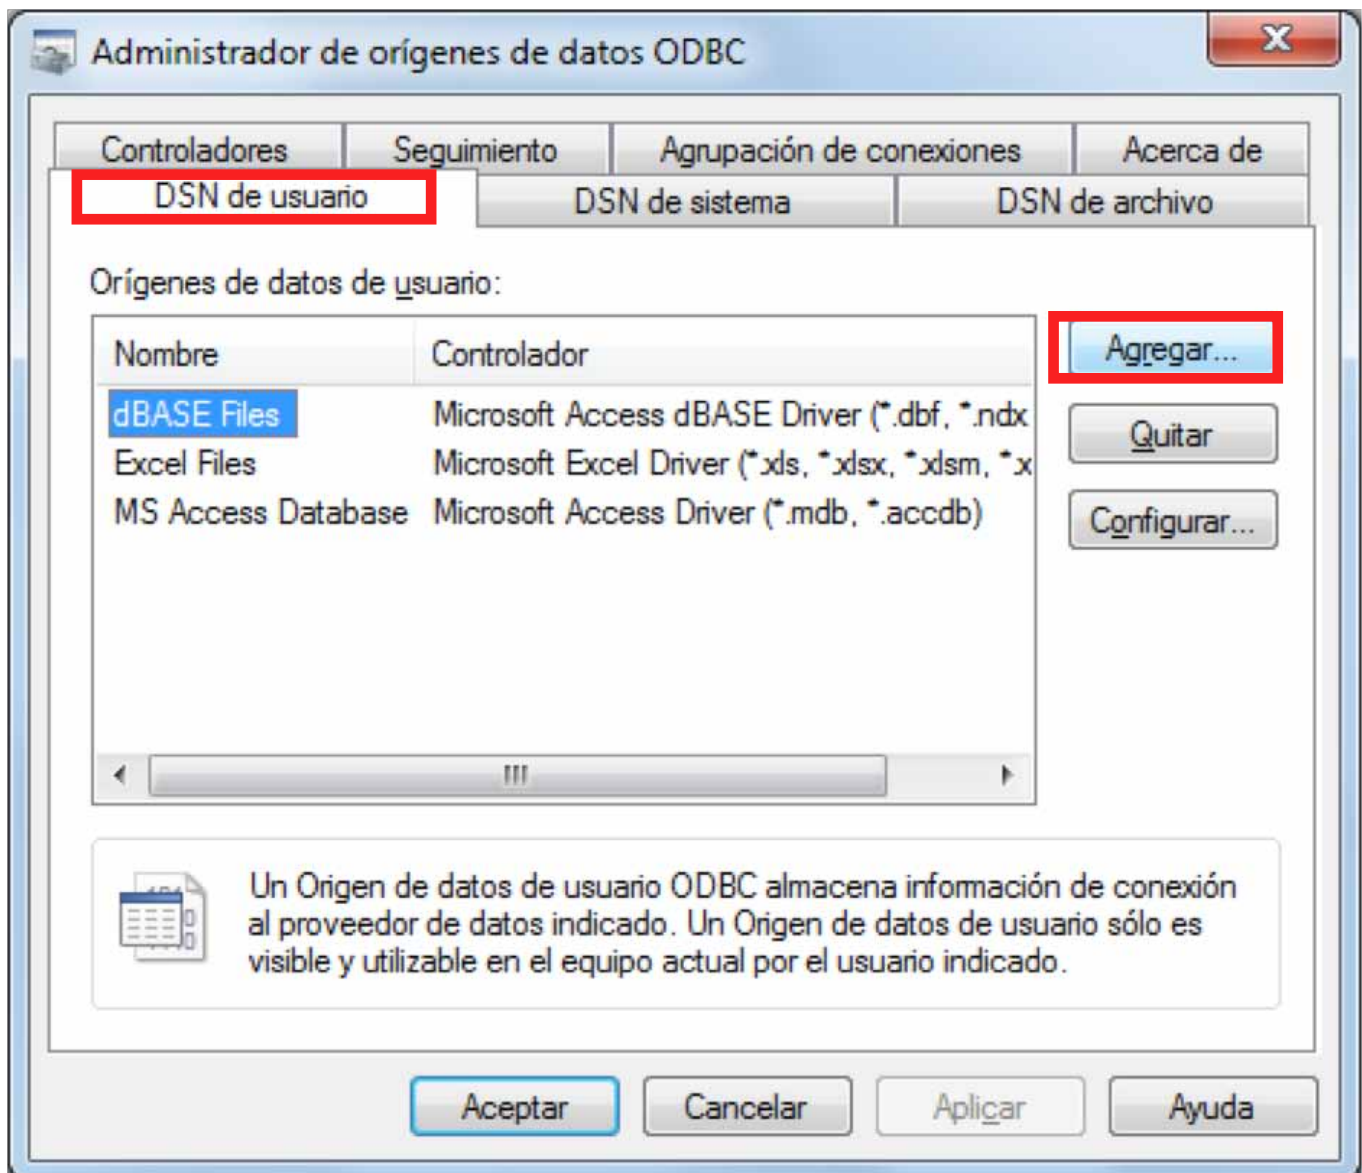 Administrador de orígenes de datos ODBC
Controladores Seguimiento Agrupación de conexiones Acerca de
DSN de usuario DSN de sistema DSN de archivo
Orígenes de datos de usuario:
Nombre Controlador Agregar...
dBASE Files Microsoft Access dBASE Driver (*.dbf, *.ndx
Excel Files Microsoft Excel Driver (*.xls, *.xlsx, *.xlsm, *.x
Quitar
MS Access Database Microsoft Access Driver (*.mdb, *.accdb)
Configurar...
Un Origen de datos de usuario ODBC almacena información de conexión
al proveedor de datos indicado. Un Origen de datos de usuario sólo es
visible y utilizable en el equipo actual por el usuario indicado.
Aceptar Cancelar Aplicar Ayuda